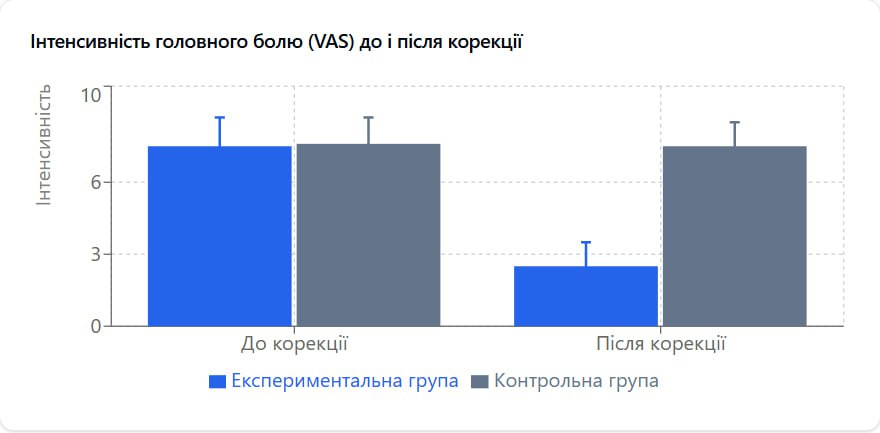 Інтенсивність головного болю (VAS) до і після корекції
Інтенсивність
10
6
3
0
До корекції
Після корекції
Експериментальна група
Контрольна група